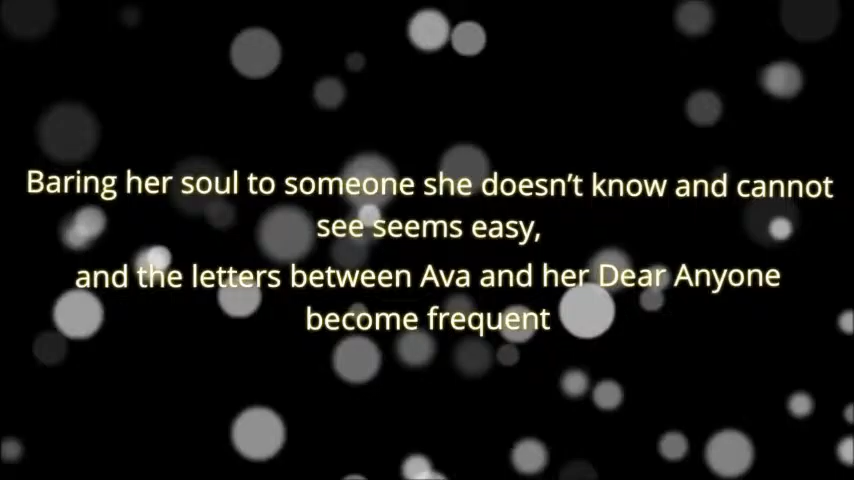 Baring her soul to someone she doesn’t know and cannot
see seems easy,
and the letters between Ava and her Dear Anyone
become frequent